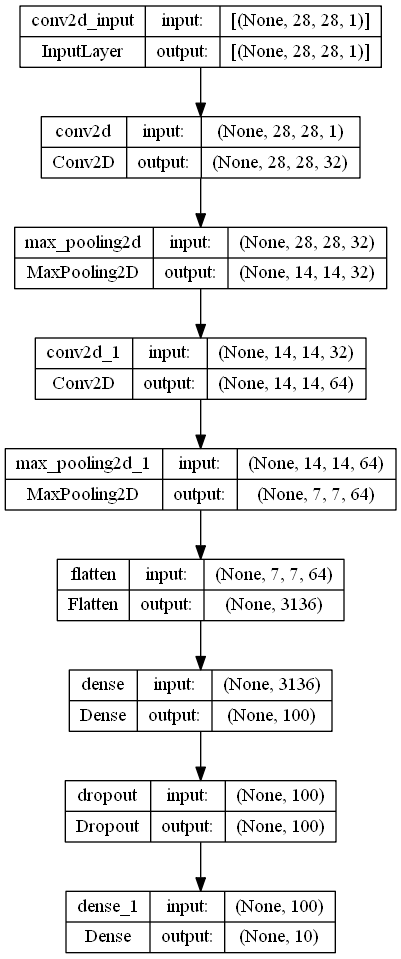 conv2d_input input: [(None, 28, 28, 1)]
InputLayer output: [(None, 28, 28, 1)]
conv2d input: (None, 28, 28, 1)
Conv2D output: (None, 28, 28, 32)
max_pooling2d input: (None, 28, 28, 32)
MaxPooling2D output: (None, 14, 14, 32)
conv2d_1 input: (None, 14, 14, 32)
Conv2D output: (None, 14, 14, 64)
max_pooling2d_1 input: (None, 14, 14, 64)
MaxPooling2D output: (None, 7, 7, 64)
flatten input: (None, 7, 7, 64)
Flatten output: (None, 3136)
dense input: (None, 3136)
Dense output: (None, 100)
dropout input: (None, 100)
Dropout output: (None, 100)
dense_1 input: (None, 100)
Dense output: (None, 10)